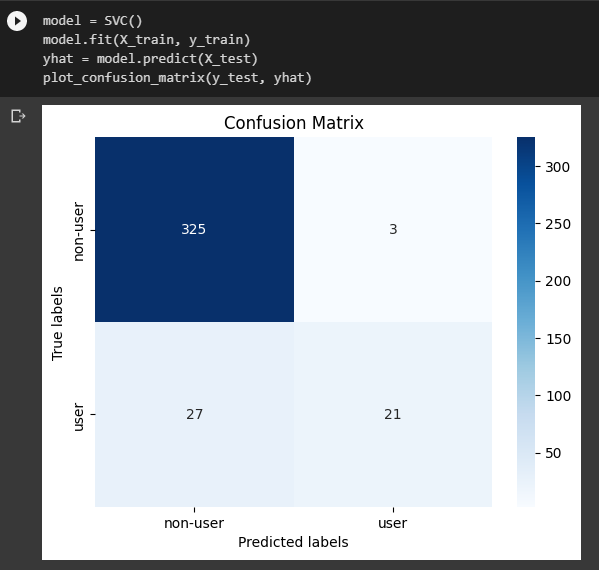 model = SVC()
model.fit(X_train, y_train)
yhat = model.predict(X_test)
plot_confusion_matrix(y_test, yhat)
Confusion Matrix
True labels
non-user
325
3
user
27
21
non-user
user
Predicted labels
300
250
200
150
100
50